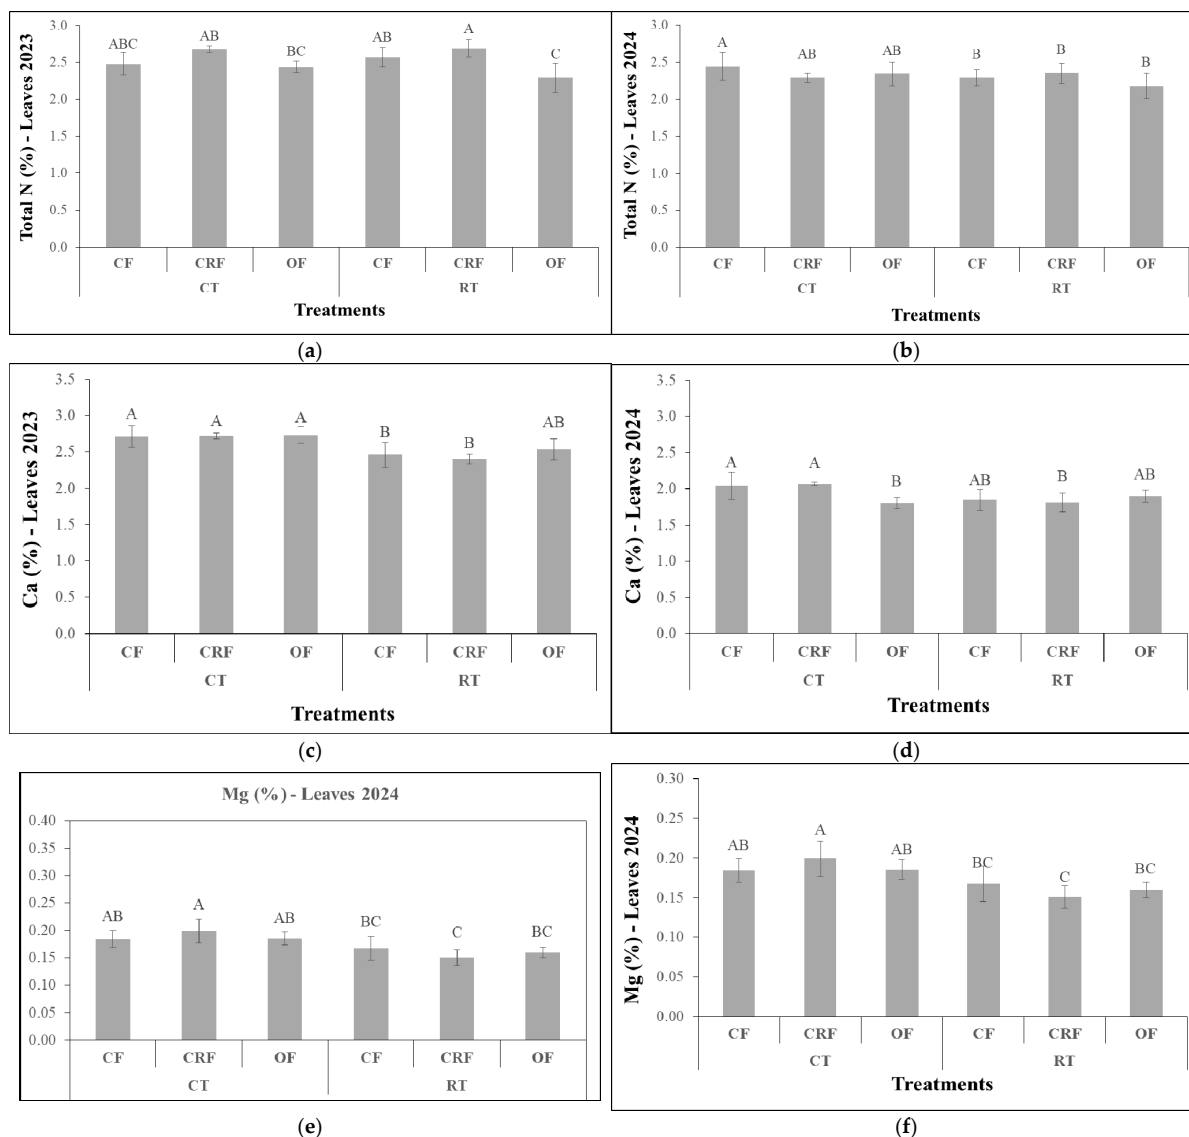 Total N (%) - Leaves 2023
3.0
2.5
2.0
1.5
1.0
0.5
0.0
ABC AB BC AB A C
CF CRF OF CF CRF OF
CT RT
Treatments
(a)
Total N (%) - Leaves 2024
3.0
2.5
2.0
1.5
1.0
0.5
0.0
A AB AB B B B
CF CRF OF CF CRF OF
CT RT
Treatments
(b)
Ca (%) - Leaves 2023
3.5
3.0
2.5
2.0
1.5
1.0
0.5
0.0
A A A B B AB
CF CRF OF CF CRF OF
CT RT
Treatments
(c)
Ca (%) - Leaves 2024
3.5
3.0
2.5
2.0
1.5
1.0
0.5
0.0
A A B AB B AB
CF CRF OF CF CRF OF
CT RT
Treatments
(d)
Mg (%) - Leaves 2024
0.40
0.35
0.30
0.25
0.20
0.15
0.10
0.05
0.00
AB A AB BC C BC
CF CRF OF CF CRF OF
CT RT
(e)
Mg (%) - Leaves 2024
0.30
0.25
0.20
0.15
0.10
0.05
0.00
AB A AB BC C BC
CF CRF OF CF CRF OF
CT RT
Treatments
(f)